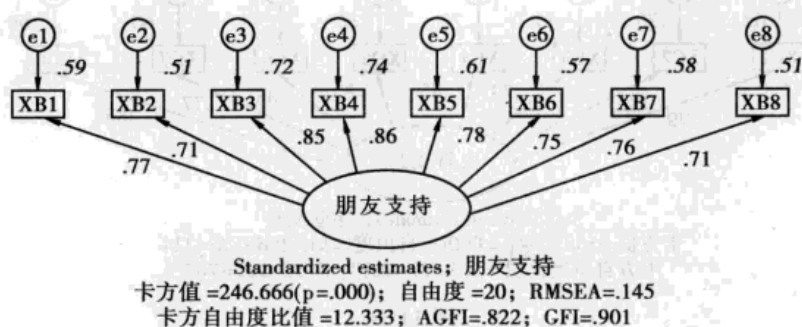 e1 e2 e3 e4 e5 e6 e7 e8
.59 .51 .72 .74 .61 .57 .58 .51
XB1 XB2 XB3 XB4 XB5 XB6 XB7 XB8
.77 .71 .85 .86 .78 .75 .76 .71
朋友支持
Standardized estimates；朋友支持
卡方值=246.666(p=.000)；自由度=20；RMSEA=.145
卡方自由度比值=12.333；AGFI=.822；GFI=.901